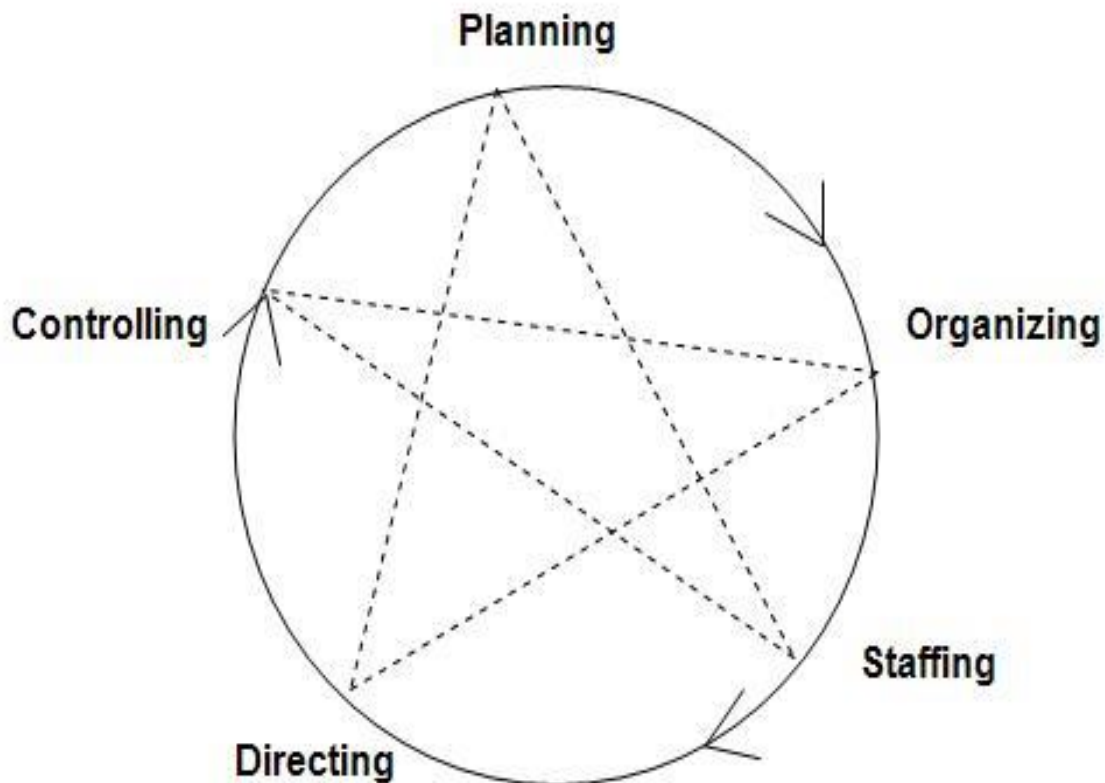 Planning
Controlling
Organizing
Staffing
Directing